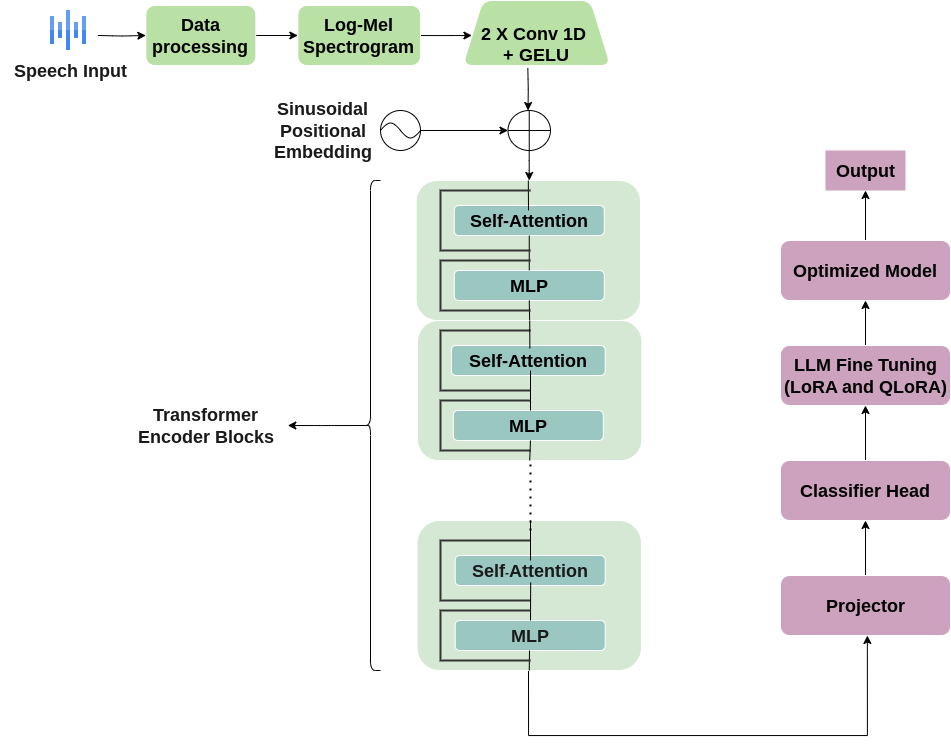 Speech Input
Data
processing
Log-Mel
Spectrogram
2 X Conv 1D
+ GELU
Sinusoidal
Positional
Embedding
Self-Attention
MLP
Self-Attention
MLP
Transformer
Encoder Blocks
Self-Attention
MLP
Output
Optimized Model
LLM Fine Tuning
(LoRA and QLoRA)
Classifier Head
Projector